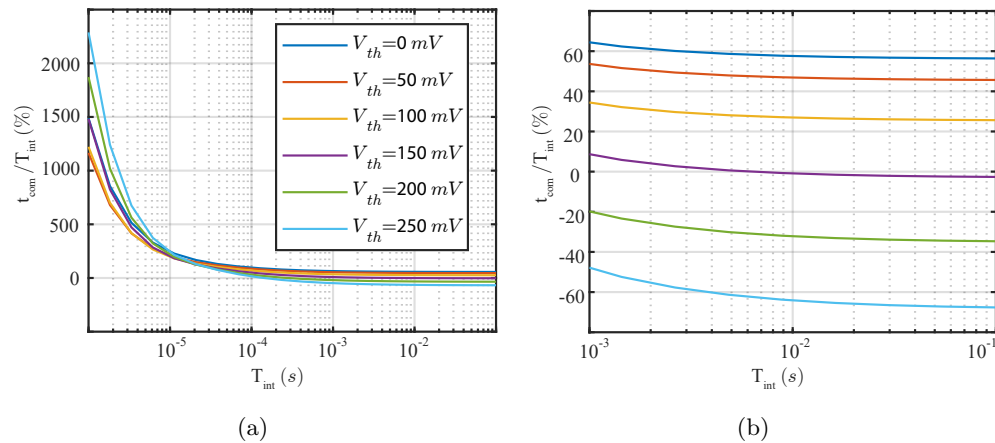 2000
1500
1000
500
0
t_com/T_int (%)
V_th=0 mV
V_th=50 mV
V_th=100 mV
V_th=150 mV
V_th=200 mV
V_th=250 mV
10^-5 10^-4 10^-3 10^-2
T_int (s)
(a)
60
40
20
0
-20
-40
-60
t_com/T_int (%)
10^-3 10^-2 10^-1
T_int (s)
(b)